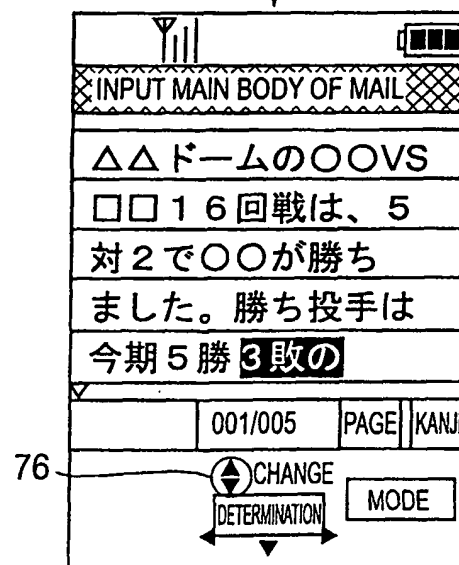 INPUT MAIN BODY OF MAIL
△△ドームの○○VS
□□16回戦は、5
対2で○○が勝ち
ました。勝ち投手は
今期5勝3敗の
001/005 PAGE KANJI
76 CHANGE
DETERMINATION MODE